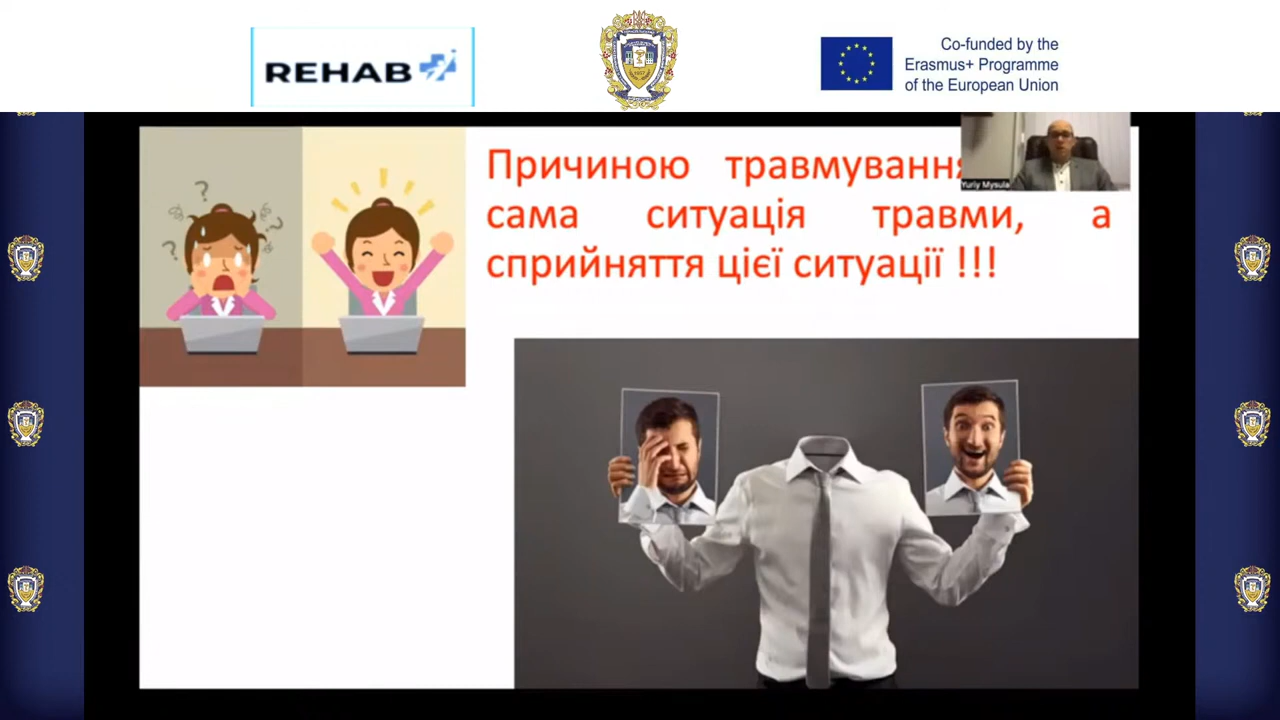 REHAB
Co-funded by the
Erasmus+ Programme
of the European Union
Причиною травмування
сама ситуація травми, а
сприйняття цієї ситуації !!!
Yuriy Mysula